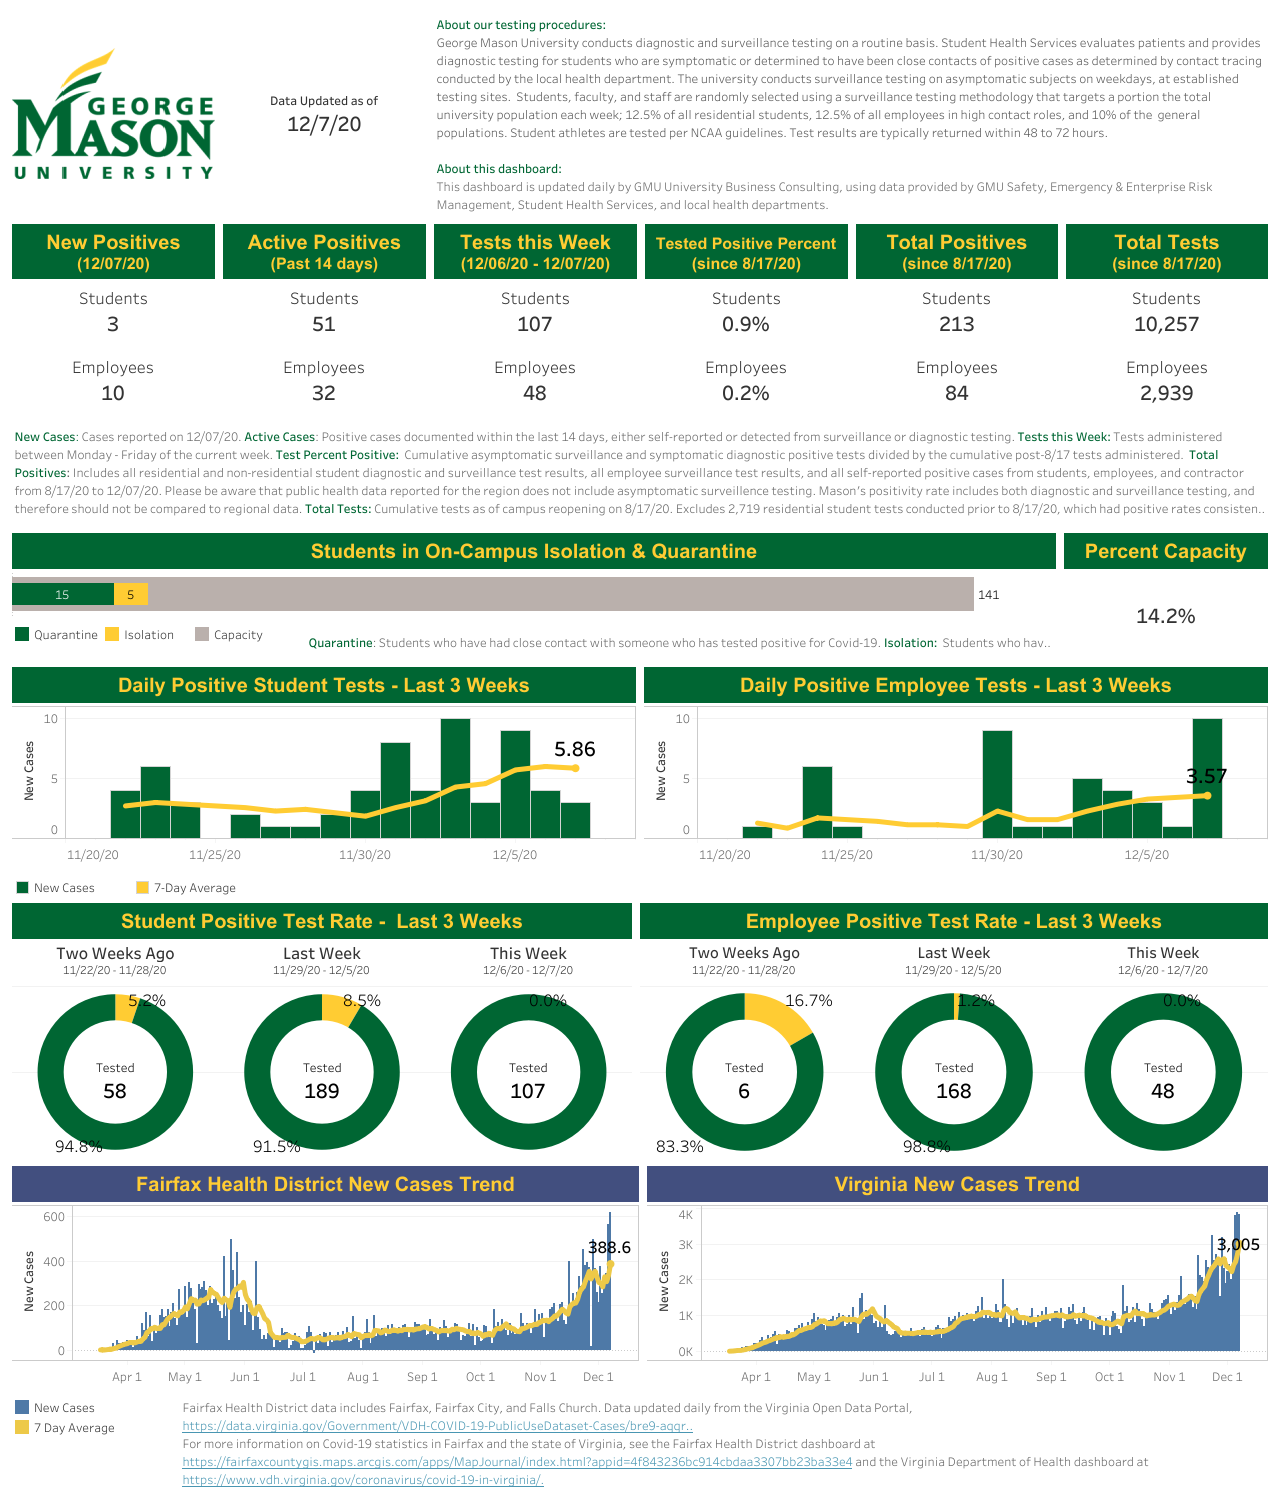 About our testing procedures:
George Mason University conducts diagnostic and surveillance testing on a routine basis. Student Health Services evaluates patients and provides
diagnostic testing for students who are symptomatic or determined to have been close contacts of positive cases as determined by contact tracing
conducted by the local health department. The university conducts surveillance testing on asymptomatic subjects on weekdays, at established
testing sites. Students, faculty, and staff are randomly selected using a surveillance testing methodology that targets a portion the total
university population each week; 12.5% of all residential students, 12.5% of all employees in high contact roles, and 10% of the general
populations. Student athletes are tested per NCAA guidelines. Test results are typically returned within 48 to 72 hours.
GEORGE
MASON
UNIVERSITY
Data Updated as of
12/7/20
About this dashboard:
This dashboard is updated daily by GMU University Business Consulting, using data provided by GMU Safety, Emergency & Enterprise Risk
Management, Student Health Services, and local health departments.
New Positives
(12/07/20)
Students
3
Employees
10
Active Positives
(Past 14 days)
Students
51
Employees
32
Tests this Week
(12/06/20 - 12/07/20)
Students
107
Employees
48
Tested Positive Percent
(since 8/17/20)
Students
0.9%
Employees
0.2%
Total Positives
(since 8/17/20)
Students
213
Employees
84
Total Tests
(since 8/17/20)
Students
10,257
Employees
2,939
New Cases: Cases reported on 12/07/20. Active Cases: Positive cases documented within the last 14 days, either self-reported or detected from surveillance or diagnostic testing. Tests this Week: Tests administered
between Monday - Friday of the current week. Test Percent Positive: Cumulative asymptomatic surveillance and symptomatic diagnostic positive tests divided by the cumulative post-8/17 tests administered. Total
Positives: Includes all residential and non-residential student diagnostic and surveillance test results, all employee surveillance test results, and all self-reported positive cases from students, employees, and contractor
from 8/17/20 to 12/07/20. Please be aware that public health data reported for the region does not include asymptomatic surveillence testing. Mason's positivity rate includes both diagnostic and surveillance testing, and
therefore should not be compared to regional data. Total Tests: Cumulative tests as of campus reopening on 8/17/20. Excludes 2,719 residential student tests conducted prior to 8/17/20, which had positive rates consisten..
Students in On-Campus Isolation & Quarantine
Percent Capacity
15
5
141
14.2%
Quarantine
Isolation
Capacity
Quarantine: Students who have had close contact with someone who has tested positive for Covid-19. Isolation: Students who hav..
Daily Positive Student Tests - Last 3 Weeks
New Cases
10
5
0
5.86
11/20/20
11/25/20
11/30/20
12/5/20
Daily Positive Employee Tests - Last 3 Weeks
New Cases
10
5
0
3.57
11/20/20
11/25/20
11/30/20
12/5/20
New Cases
7-Day Average
Student Positive Test Rate - Last 3 Weeks
Two Weeks Ago
11/22/20 - 11/28/20
5.2%
Tested
58
94.8%
Last Week
11/29/20 - 12/5/20
8.5%
Tested
189
91.5%
This Week
12/6/20 - 12/7/20
0.0%
Tested
107
Employee Positive Test Rate - Last 3 Weeks
Two Weeks Ago
11/22/20 - 11/28/20
16.7%
Tested
6
83.3%
Last Week
11/29/20 - 12/5/20
1.2%
Tested
168
98.8%
This Week
12/6/20 - 12/7/20
0.0%
Tested
48
Fairfax Health District New Cases Trend
New Cases
600
400
200
0
388.6
Apr 1
May 1
Jun 1
Jul 1
Aug 1
Sep 1
Oct 1
Nov 1
Dec 1
Virginia New Cases Trend
New Cases
4K
3K
2K
1K
0K
3,005
Apr 1
May 1
Jun 1
Jul 1
Aug 1
Sep 1
Oct 1
Nov 1
Dec 1
New Cases
7 Day Average
Fairfax Health District data includes Fairfax, Fairfax City, and Falls Church. Data updated daily from the Virginia Open Data Portal,
https://data.virginia.gov/Government/VDH-COVID-19-PublicUseDataset-Cases/bre9-aqqr..
For more information on Covid-19 statistics in Fairfax and the state of Virginia, see the Fairfax Health District dashboard at
https://fairfaxcountygis.maps.arcgis.com/apps/MapJournal/index.html?appid=4f843236bc914cbdaa3307bb23ba33e4 and the Virginia Department of Health dashboard at
https://www.vdh.virginia.gov/coronavirus/covid-19-in-virginia/.